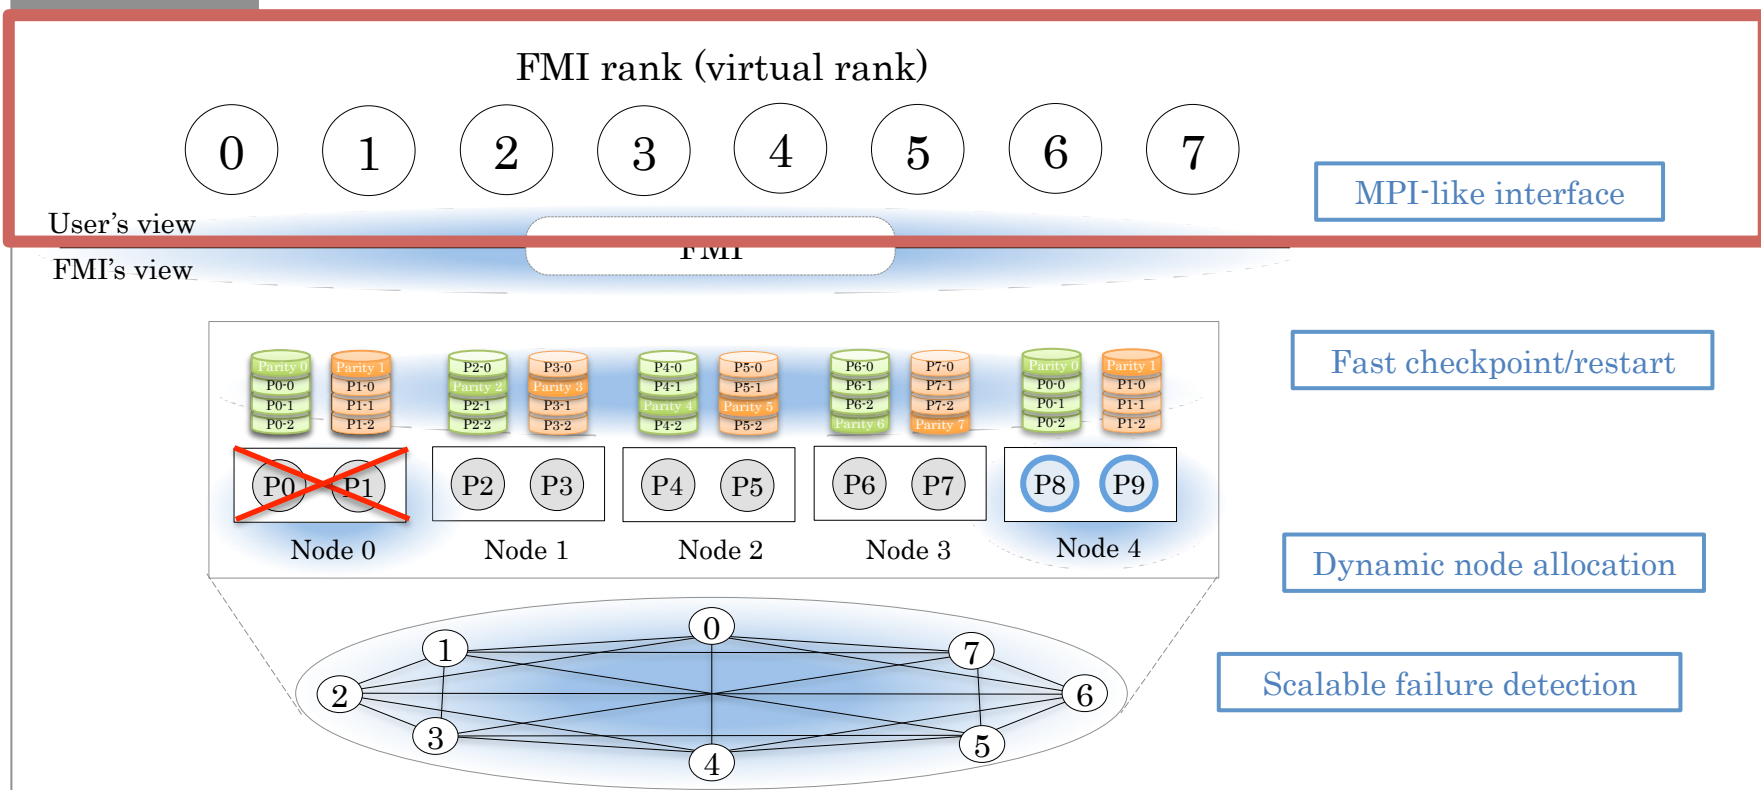 FMI rank (virtual rank)
0 1 2 3 4 5 6 7
MPI-like interface
User's view
FMI
FMI's view
Fast checkpoint/restart
Parity 0 Parity 1 P2-0 P3-0 P4-0 P5-0 P6-0 P7-0 Parity 0 Parity 1
P0-0 P1-0 Parity 2 Parity 3 P4-1 P5-1 P6-1 P7-1 P0-0 P1-0
P0-1 P1-1 P2-1 P3-1 Parity 4 Parity 5 P6-2 P7-2 P0-1 P1-1
P0-2 P1-2 P2-2 P3-2 P4-2 P5-2 Parity 6 Parity 7 P0-2 P1-2
P0 P1 P2 P3 P4 P5 P6 P7 P8 P9
Node 0 Node 1 Node 2 Node 3 Node 4
Dynamic node allocation
0
1 7
2 6
3 5
4
Scalable failure detection